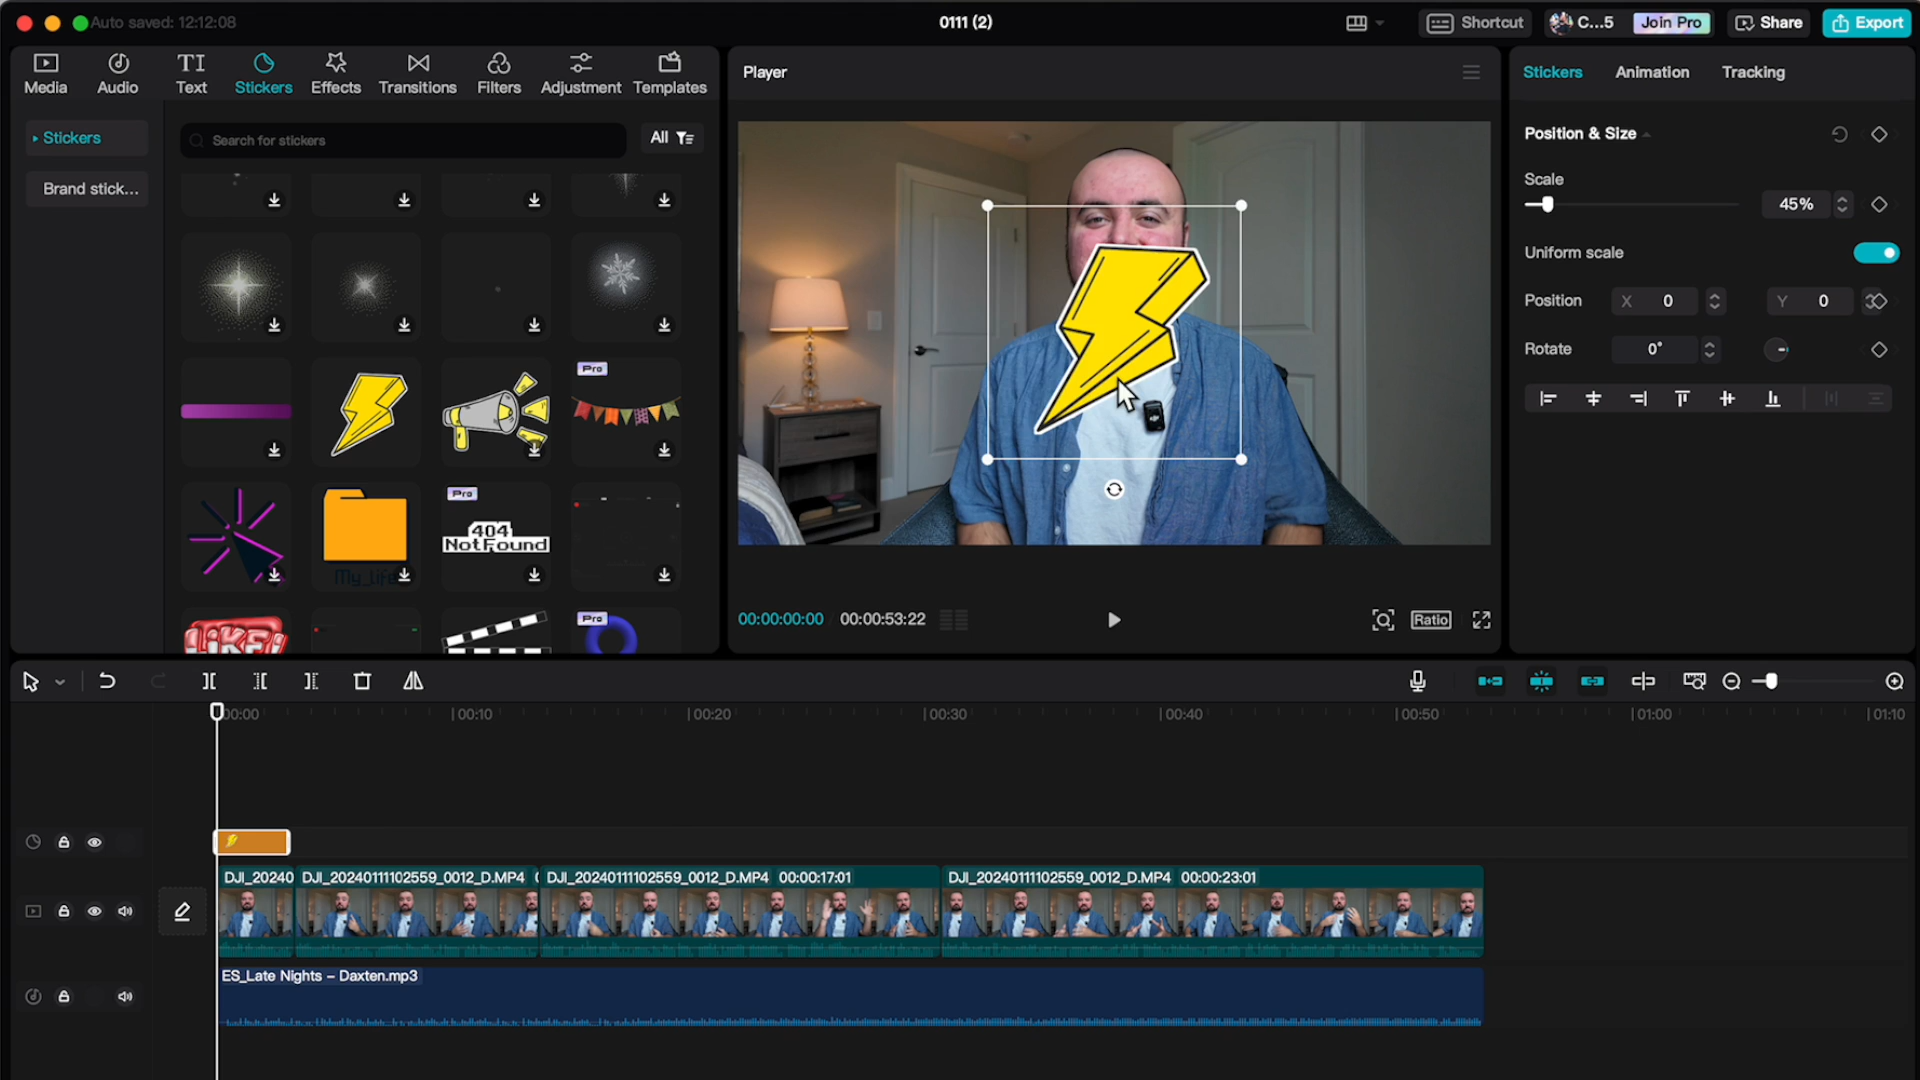 Auto saved: 12:12:08
0111 (2)
Shortcut
C...5
Join Pro
Share
Export
Media
Audio
TI
Text
Stickers
Effects
Transitions
Filters
Adjustment
Templates
Stickers
Brand stick...
Search for stickers
All
Pro
My_life
Pro
404
Not Found
LIKE!
Pro
Player
00:00:00:00
00:00:53:22
Ratio
Stickers
Animation
Tracking
Position & Size
Scale
45%
Uniform scale
Position
X 0
Y 0
Rotate
0°
00:00
00:10
00:20
00:30
00:40
00:50
01:00
01:10
DJI_20240
DJI_20240111102559_0012_D.MP4
DJI_20240111102559_0012_D.MP4 00:00:17:01
DJI_20240111102559_0012_D.MP4 00:00:23:01
ES_Late Nights – Daxten.mp3